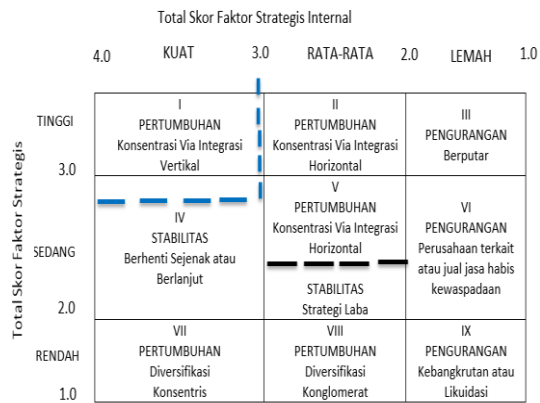 Total Skor Faktor Strategis Internal
4.0 KUAT 3.0 RATA-RATA 2.0 LEMAH 1.0
Total Skor Faktor Strategis
TINGGI
3.0
SEDANG
2.0
RENDAH
1.0
I
PERTUMBUHAN
Konsentrasi Via Integrasi
Vertikal
II
PERTUMBUHAN
Konsentrasi Via Integrasi
Horizontal
III
PENGURANGAN
Berputar
IV
STABILITAS
Berhenti Sejenak atau
Berlanjut
V
PERTUMBUHAN
Konsentrasi Via Integrasi
Horizontal
STABILITAS
Strategi Laba
VI
PENGURANGAN
Perusahaan terkait
atau jual jasa habis
kewaspadaan
VII
PERTUMBUHAN
Diversifikasi
Konsentris
VIII
PERTUMBUHAN
Diversifikasi
Konglomerat
IX
PENGURANGAN
Kebangkrutan atau
Likuidasi